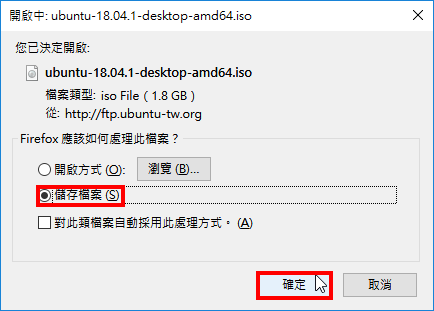 開啟中: ubuntu-18.04.1-desktop-amd64.iso
您已決定開啟:
ubuntu-18.04.1-desktop-amd64.iso
檔案類型: iso File ( 1.8 GB )
從: http://ftp.ubuntu-tw.org
Firefox 應該如何處理此檔案？
開啟方式 (O): 瀏覽 (B)...
儲存檔案 (S)
對此類檔案自動採用此處理方式。 (A)
確定 取消